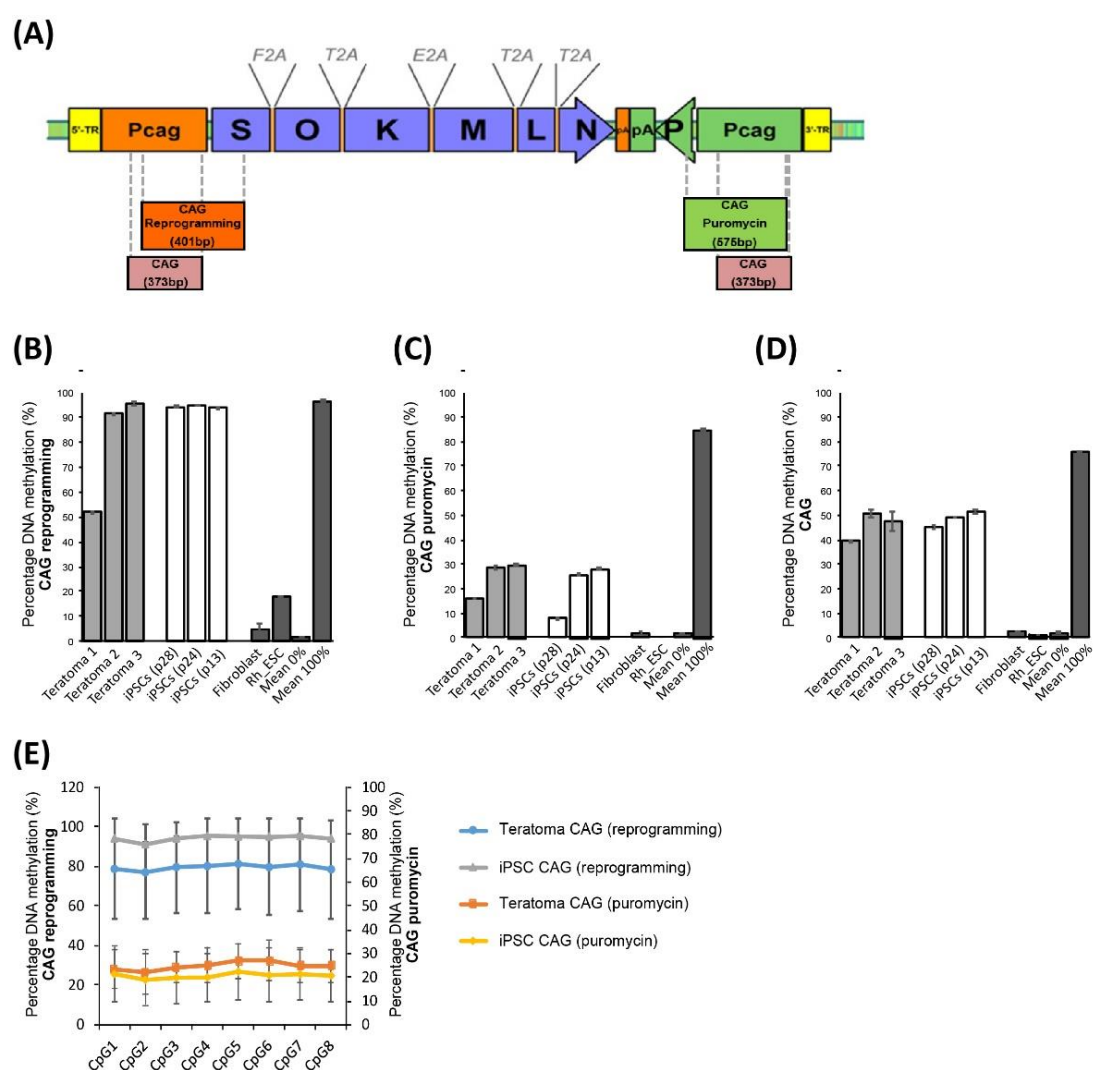 (A)
F2A T2A E2A T2A T2A
5'-TR Pcag S O K M L N pA pA P Pcag 3'-TR
CAG
Reprogramming
(401bp)
CAG
(373bp)
CAG
Puromycin
(575bp)
CAG
(373bp)
(B)
Percentage DNA methylation (%)
CAG reprogramming
100
90
80
70
60
50
40
30
20
10
0
Teratoma 1
Teratoma 2
Teratoma 3
iPSCs (p28)
iPSCs (p24)
iPSCs (p13)
Fibroblast
Rh_ESC
Mean 0%
Mean 100%
(C)
Percentage DNA methylation (%)
CAG puromycin
100
90
80
70
60
50
40
30
20
10
0
Teratoma 1
Teratoma 2
Teratoma 3
iPSCs (p28)
iPSCs (p24)
iPSCs (p13)
Fibroblast
Rh_ESC
Mean 0%
Mean 100%
(D)
Percentage DNA methylation (%)
CAG
100
90
80
70
60
50
40
30
20
10
0
Teratoma 1
Teratoma 2
Teratoma 3
iPSCs (p28)
iPSCs (p24)
iPSCs (p13)
Fibroblast
Rh_ESC
Mean 0%
Mean 100%
(E)
Percentage DNA methylation (%)
CAG reprogramming
120
100
80
60
40
20
0
CpG1
CpG2
CpG3
CpG4
CpG5
CpG6
CpG7
CpG8
100
90
80
70
60
50
40
30
20
10
0
Percentage DNA methylation (%)
CAG puromycin
Teratoma CAG (reprogramming)
iPSC CAG (reprogramming)
Teratoma CAG (puromycin)
iPSC CAG (puromycin)